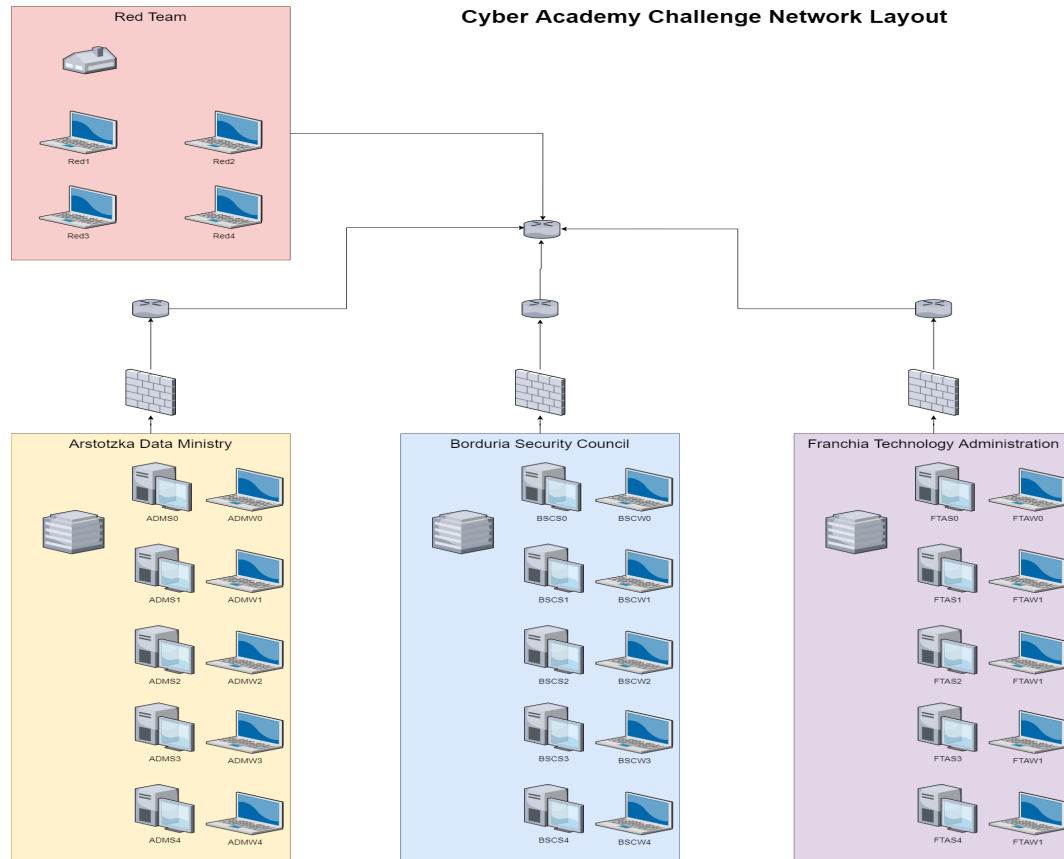 Red Team
Cyber Academy Challenge Network Layout
Red1
Red2
Red3
Red4
Arstotzka Data Ministry
ADMS0
ADMW0
ADMS1
ADMW1
ADMS2
ADMW2
ADMS3
ADMW3
ADMS4
ADMW4
Borduria Security Council
BSCS0
BSCW0
BSCS1
BSCW1
BSCS2
BSCW2
BSCS3
BSCW3
BSCS4
BSCW4
Franchia Technology Administration
FTAS0
FTAW0
FTAS1
FTAW1
FTAS2
FTAW1
FTAS3
FTAW1
FTAS4
FTAW1